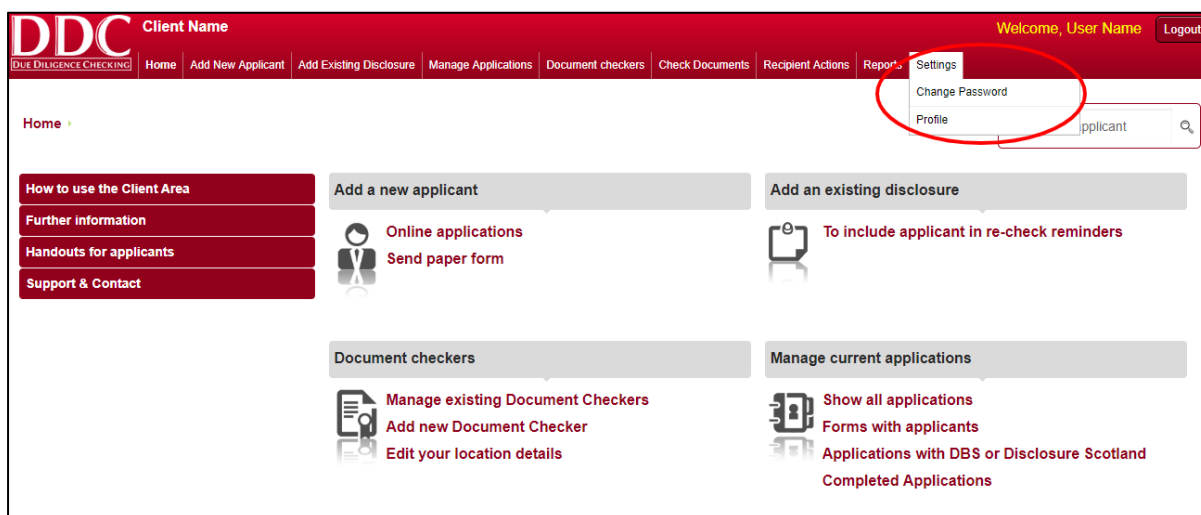 DDC
DUE DILIGENCE CHECKING
Client Name
Welcome, User Name
Logout
Home Add New Applicant Add Existing Disclosure Manage Applications Document checkers Check Documents Recipient Actions Reports Settings
Change Password
Profile
Home
applicant
How to use the Client Area
Further information
Handouts for applicants
Support & Contact
Add a new applicant
Online applications
Send paper form
Add an existing disclosure
To include applicant in re-check reminders
Document checkers
Manage existing Document Checkers
Add new Document Checker
Edit your location details
Manage current applications
Show all applications
Forms with applicants
Applications with DBS or Disclosure Scotland
Completed Applications